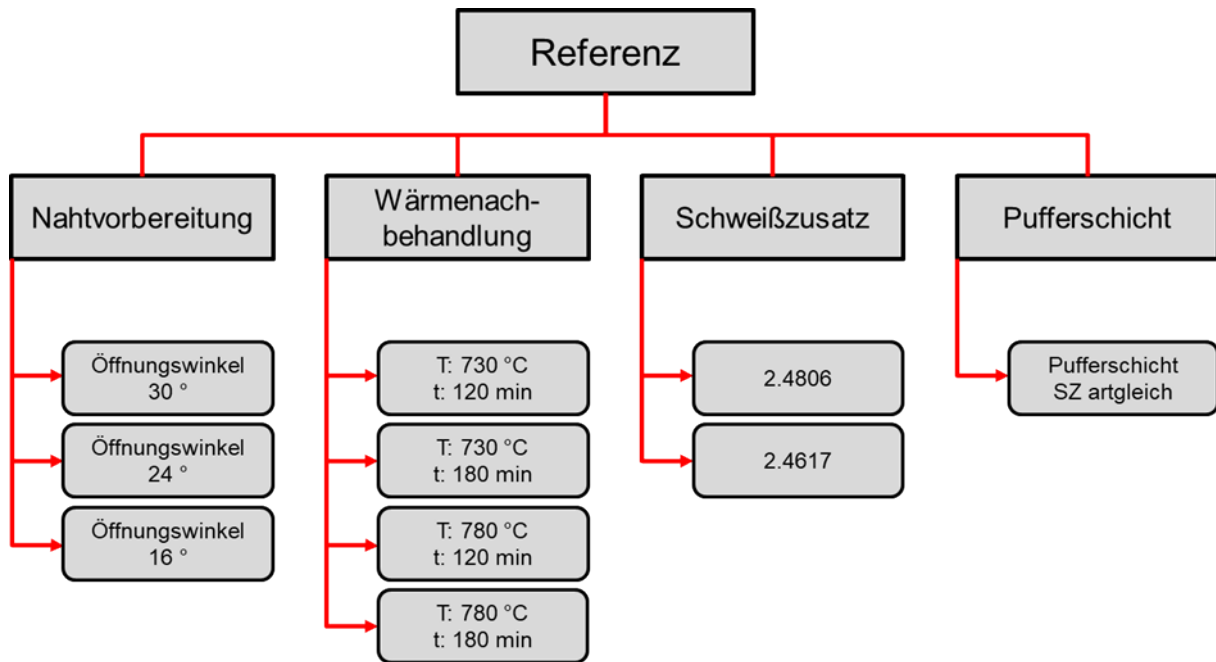 Referenz
Nahtvorbereitung
Wärmenach-
behandlung
Schweißzusatz
Pufferschicht
Öffnungswinkel
30 °
Öffnungswinkel
24 °
Öffnungswinkel
16 °
T: 730 °C
t: 120 min
T: 730 °C
t: 180 min
T: 780 °C
t: 120 min
T: 780 °C
t: 180 min
2.4806
2.4617
Pufferschicht
SZ artgleich